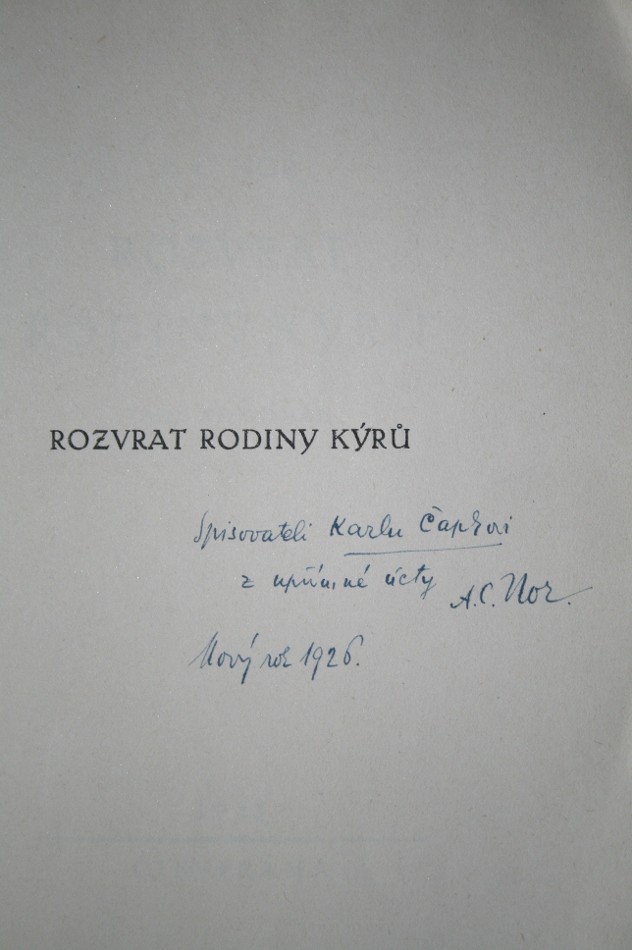 ROZVRAT RODINY KÝRŮ
Spisovateli Karlu Čapkovi
z upřímné úcty
A.C. Nor.
Nový rok 1926.